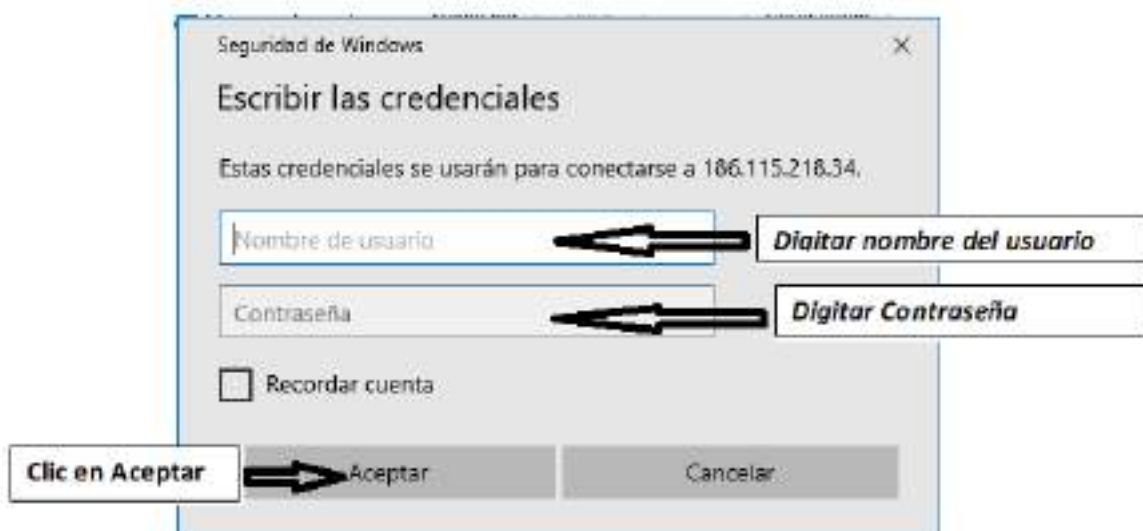 Seguridad de Windows
Escribir las credenciales
Estas credenciales se usarán para conectarse a 186.115.218.34.
Nombre de usuario
Digitar nombre del usuario
Contraseña
Digitar Contraseña
Recordar cuenta
Clic en Aceptar
Aceptar
Cancelar